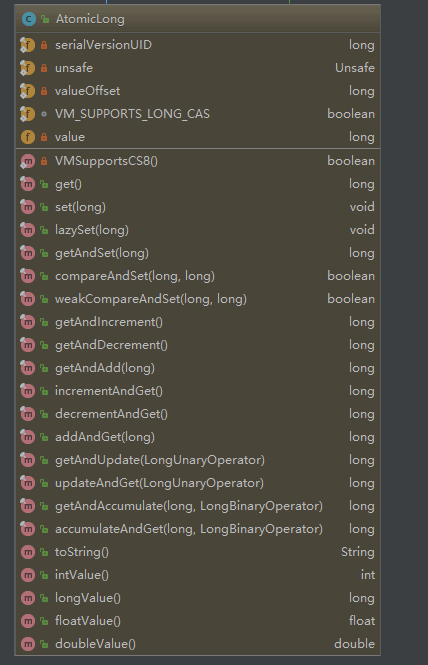 AtomicLong
serialVersionUID long
unsafe Unsafe
valueOffset long
VM_SUPPORTS_LONG_CAS boolean
value long
VMSupportsCS8() boolean
get() long
set(long) void
lazySet(long) void
getAndSet(long) long
compareAndSet(long, long) boolean
weakCompareAndSet(long, long) boolean
getAndIncrement() long
getAndDecrement() long
getAndAdd(long) long
incrementAndGet() long
decrementAndGet() long
addAndGet(long) long
getAndUpdate(LongUnaryOperator) long
updateAndGet(LongUnaryOperator) long
getAndAccumulate(long, LongBinaryOperator) long
accumulateAndGet(long, LongBinaryOperator) long
toString() String
intValue() int
longValue() long
floatValue() float
doubleValue() double